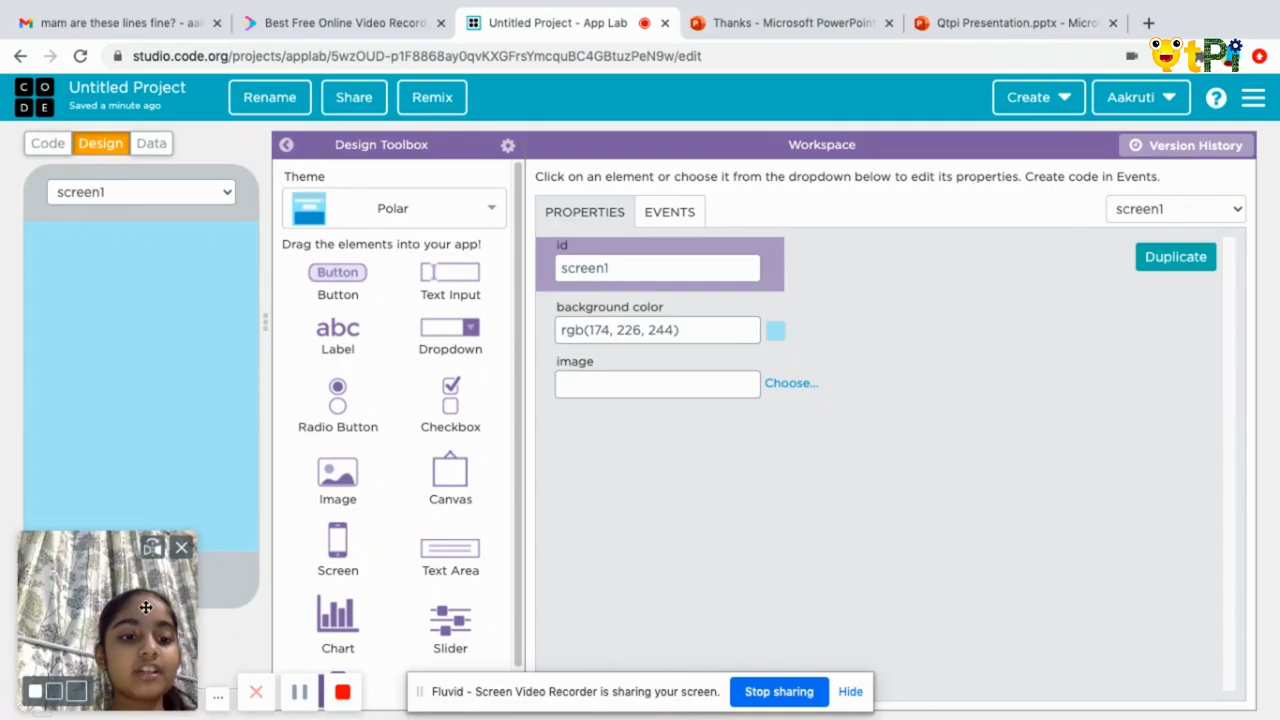 mam are these lines fine? - aak
Best Free Online Video Record
Untitled Project - App Lab
Thanks - Microsoft PowerPoint
Qtpi Presentation.pptx - Micros
studio.code.org/projects/applab/5wzOUD-p1F8868ay0qvKXGFrsYmcquBC4GBtuzPeN9w/edit
QtPi
CODE
Untitled Project
Saved a minute ago
Rename
Share
Remix
Create
Aakruti
?
Code
Design
Data
Design Toolbox
Workspace
Version History
screen1
Theme
Polar
Click on an element or choose it from the dropdown below to edit its properties. Create code in Events.
PROPERTIES
EVENTS
screen1
Drag the elements into your app!
id
screen1
Duplicate
Button
Button
Text Input
background color
rgb(174, 226, 244)
abc
Label
Dropdown
image
Choose...
Radio Button
Checkbox
Image
Canvas
Screen
Text Area
Chart
Slider
...
Fluvid - Screen Video Recorder is sharing your screen.
Stop sharing
Hide